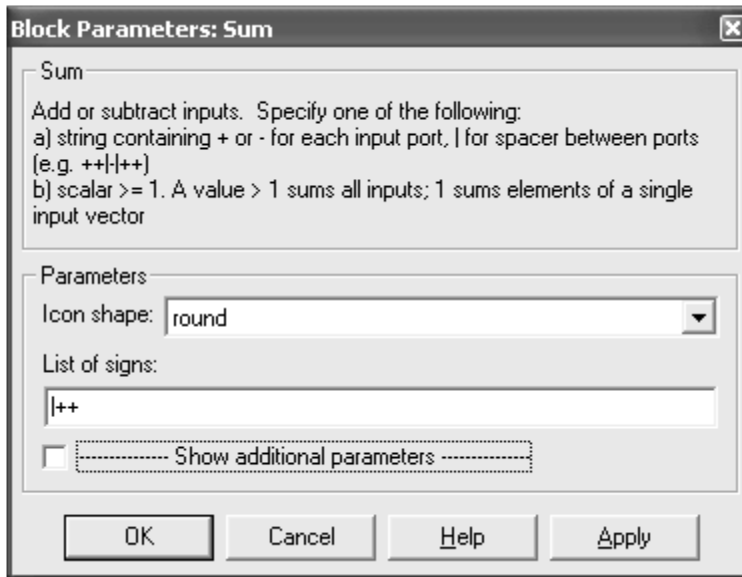 Block Parameters: Sum
Sum
Add or subtract inputs. Specify one of the following:
a) string containing + or - for each input port, | for spacer between ports
(e.g. ++|-|++)
b) scalar >= 1. A value > 1 sums all inputs; 1 sums elements of a single
input vector
Parameters
Icon shape: round
List of signs:
|++
-------------- Show additional parameters --------------
OK Cancel Help Apply